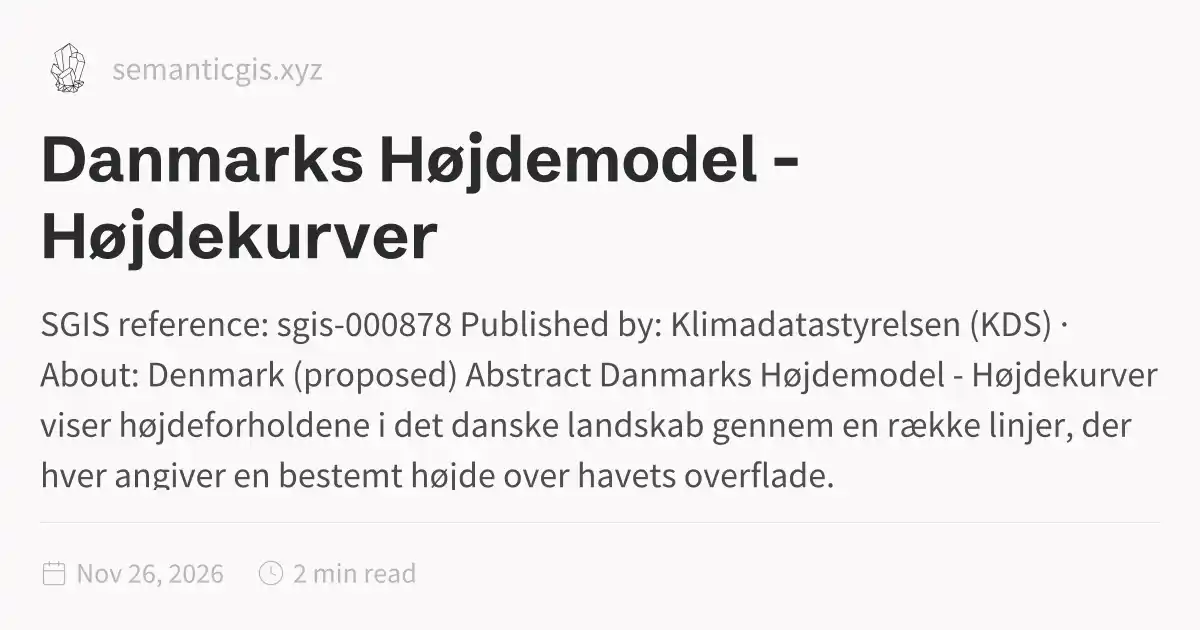 semanticgis.xyz
Danmarks Højdemodel -
Højdekurver
SGIS reference: sgis-000878 Published by: Klimadatastyrelsen (KDS) ·
About: Denmark (proposed) Abstract Danmarks Højdemodel - Højdekurver
viser højdeforholdene i det danske landskab gennem en række linjer, der
hver angiver en bestemt højde over havets overflade.
Nov 26, 2026 2 min read